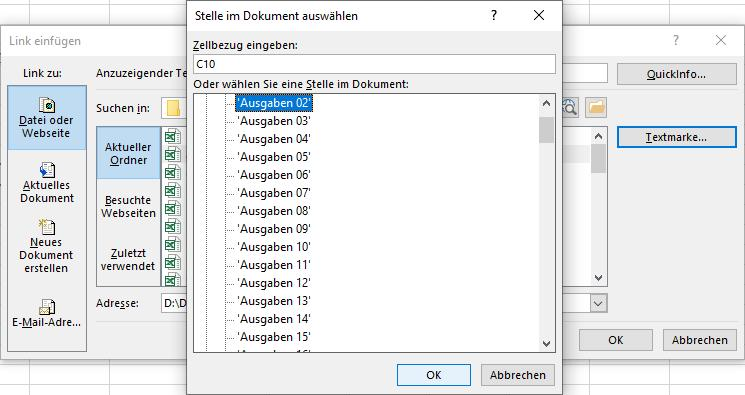 Stelle im Dokument auswählen
Zellbezug eingeben:
C10
Oder wählen Sie eine Stelle im Dokument:
'Ausgaben 02'
'Ausgaben 03'
'Ausgaben 04'
'Ausgaben 05'
'Ausgaben 06'
'Ausgaben 07'
'Ausgaben 08'
'Ausgaben 09'
'Ausgaben 10'
'Ausgaben 11'
'Ausgaben 12'
'Ausgaben 13'
'Ausgaben 14'
'Ausgaben 15'
OK
Abbrechen
Link einfügen
Link zu:
Anzuzeigender Te
QuickInfo...
Datei oder
Webseite
Aktuelles
Dokument
Neues
Dokument
erstellen
E-Mail-Adre...
Suchen in:
Aktueller
Ordner
Besuchte
Webseiten
Zuletzt
verwendet
Textmarke...
Adresse:
D:\D
OK
Abbrechen